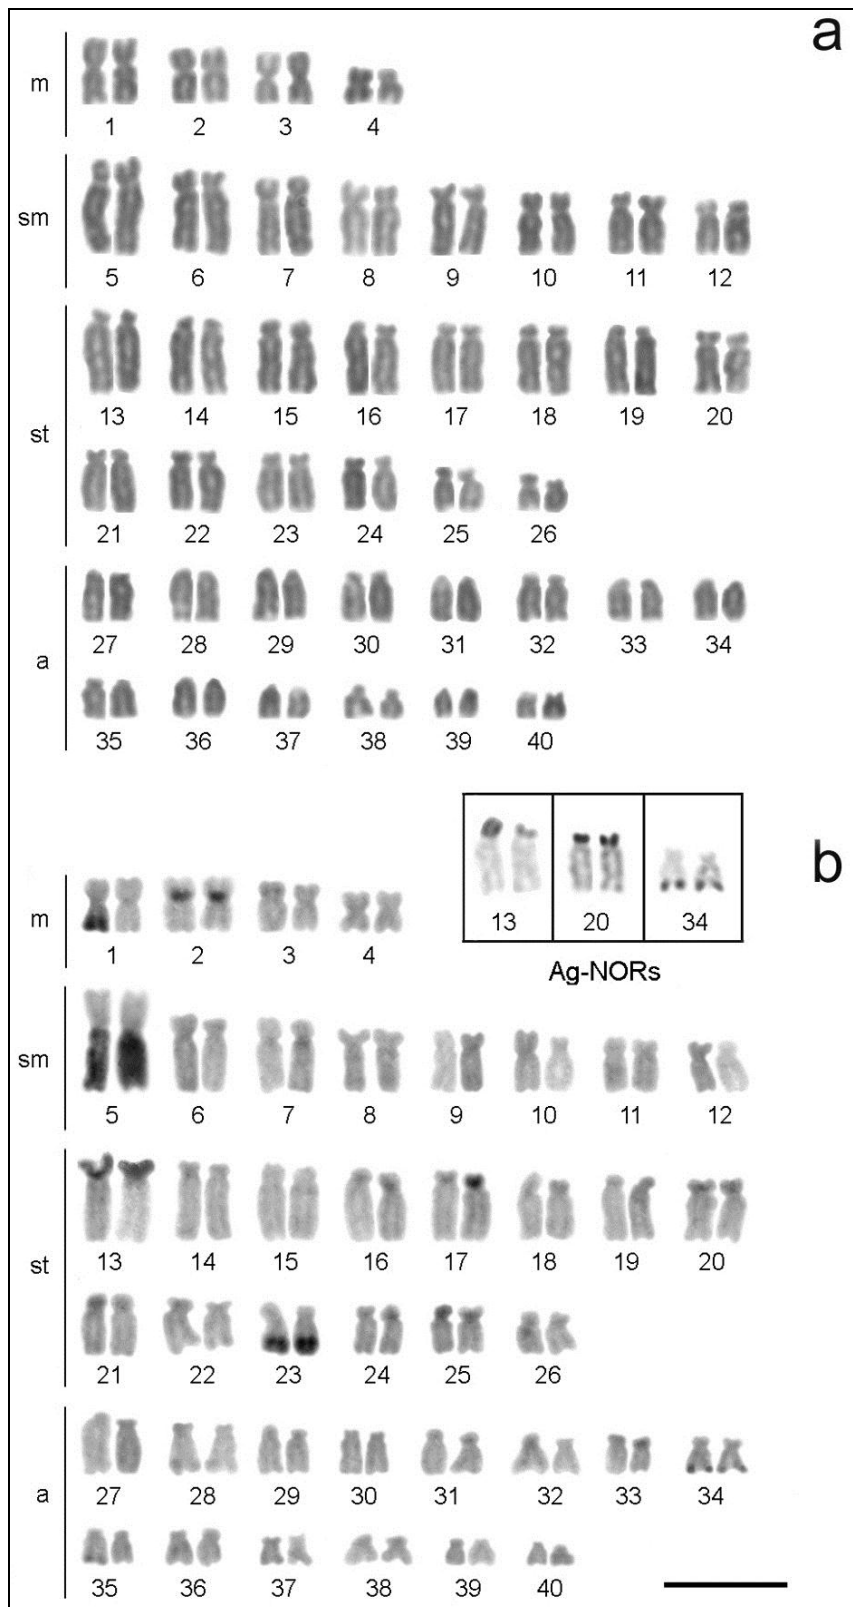 a
m
1 2 3 4
sm
5 6 7 8 9 10 11 12
st
13 14 15 16 17 18 19 20
21 22 23 24 25 26
a
27 28 29 30 31 32 33 34
35 36 37 38 39 40
b
13 20 34
Ag-NORs
m
1 2 3 4
sm
5 6 7 8 9 10 11 12
st
13 14 15 16 17 18 19 20
21 22 23 24 25 26
a
27 28 29 30 31 32 33 34
35 36 37 38 39 40